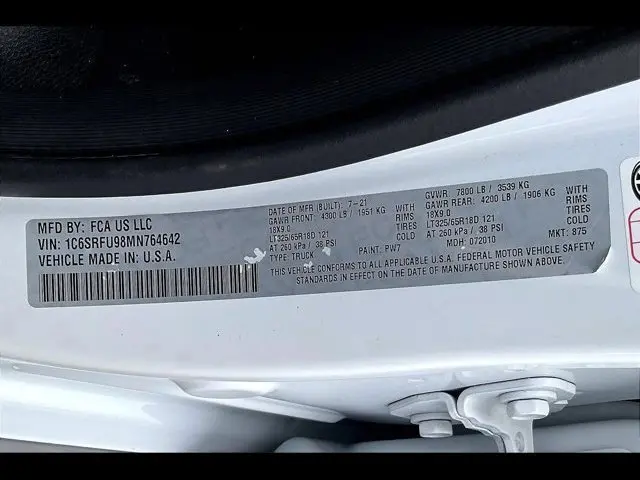 MFD BY: FCA US LLC
VIN: 1C6SRFU98MN764642
VEHICLE MADE IN: U.S.A.
DATE OF MFR (BUILT): 7-21
GAWR FRONT: 4300 LB / 1951 KG WITH
18X9.0 RIMS
LT325/65R18D 121 TIRES
AT 260 kPa / 38 PSI COLD
TYPE: TRUCK PAINT: PW7
GVWR: 7800 LB / 3539 KG
GAWR REAR: 4200 LB / 1906 KG WITH
18X9.0 RIMS
LT325/65R18D 121 TIRES
AT 260 kPa / 38 PSI COLD
MDH: 072010 MKT: 875
THIS VEHICLE CONFORMS TO ALL APPLICABLE U.S.A. FEDERAL MOTOR VEHICLE SAFETY
STANDARDS IN EFFECT ON THE DATE OF MANUFACTURE SHOWN ABOVE.